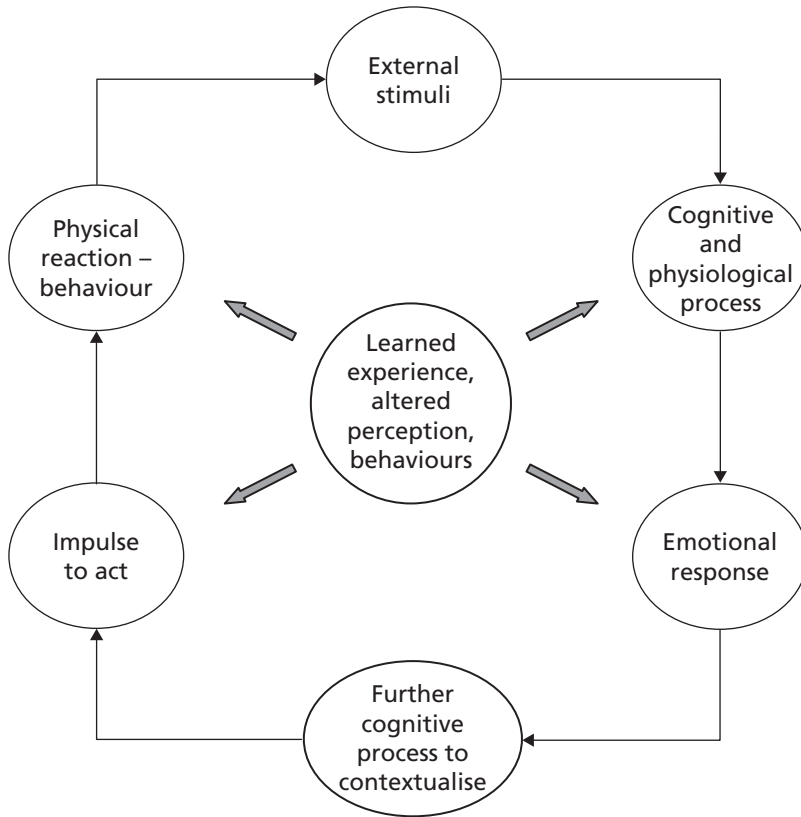 External
stimuli
Cognitive
and
physiological
process
Emotional
response
Further
cognitive
process to
contextualise
Impulse
to act
Physical
reaction –
behaviour
Learned
experience,
altered
perception,
behaviours